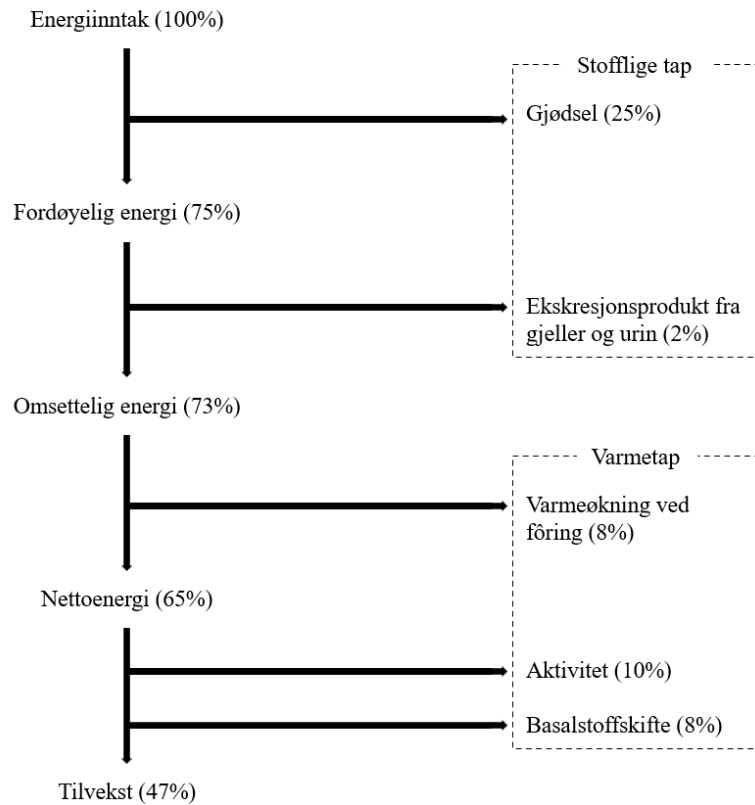 Energiinntak (100%)
Stofflige tap
Gjødsel (25%)
Fordøyelig energi (75%)
Ekskresjonsprodukt fra
gjeller og urin (2%)
Omsettelig energi (73%)
Varmetap
Varmeøkning ved
fôring (8%)
Nettoenergi (65%)
Aktivitet (10%)
Basalstoffskifte (8%)
Tilvekst (47%)